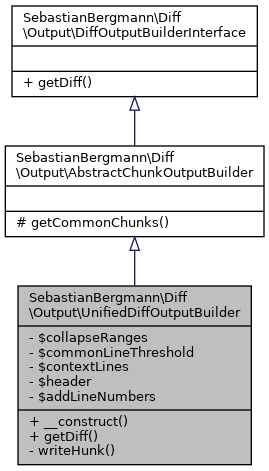 SebastianBergmann\Diff
\Output\DiffOutputBuilderInterface
+ getDiff()
SebastianBergmann\Diff
\Output\AbstractChunkOutputBuilder
# getCommonChunks()
SebastianBergmann\Diff
\Output\UnifiedDiffOutputBuilder
- $collapseRanges
- $commonLineThreshold
- $contextLines
- $header
- $addLineNumbers
+ __construct()
+ getDiff()
- writeHunk()